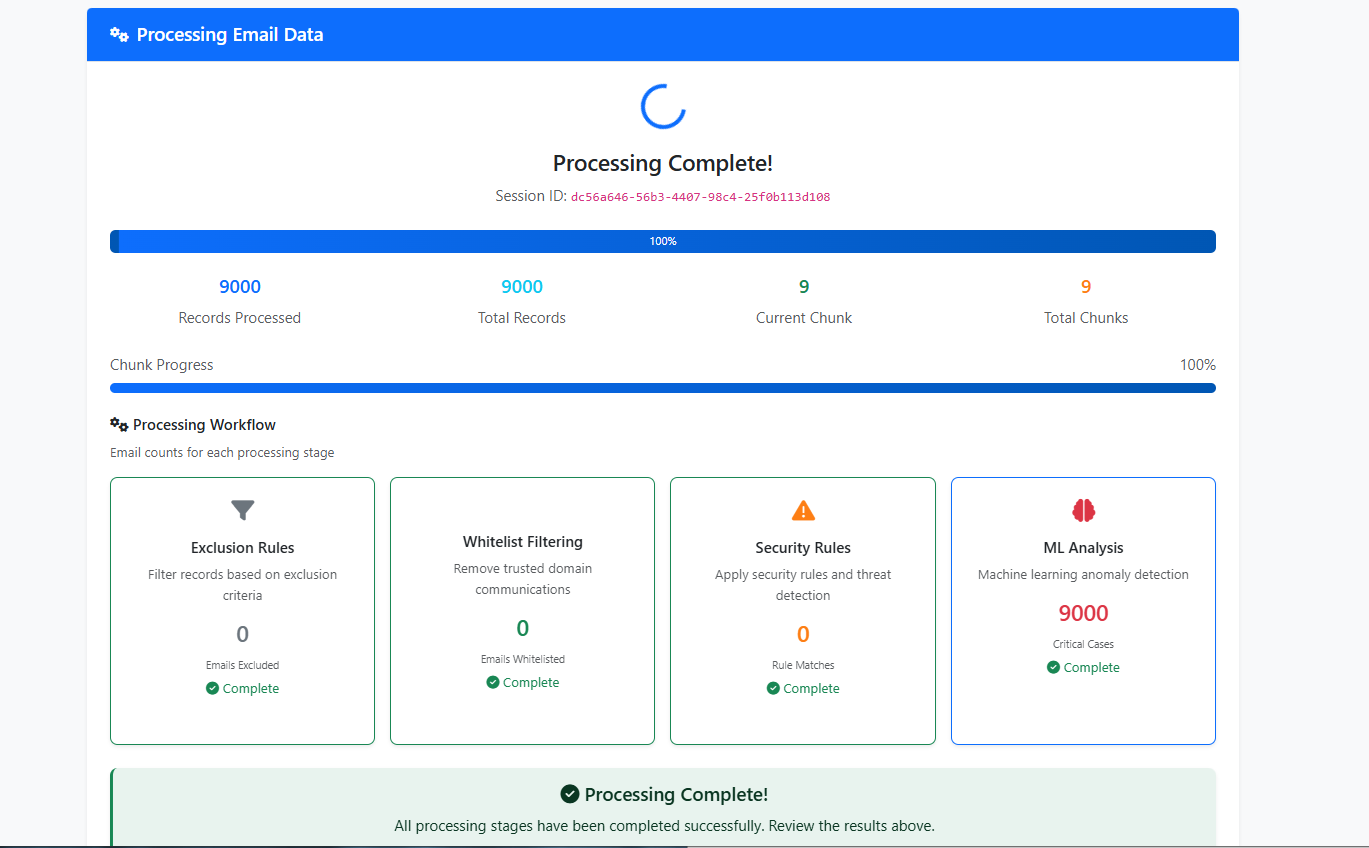 Processing Email Data
Processing Complete!
Session ID: dc56a646-56b3-4407-98c4-25f0b113d108
100%
9000 9000 9 9
Records Processed Total Records Current Chunk Total Chunks
Chunk Progress 100%
Processing Workflow
Email counts for each processing stage
Exclusion Rules
Filter records based on exclusion
criteria
0
Emails Excluded
Complete
Whitelist Filtering
Remove trusted domain
communications
0
Emails Whitelisted
Complete
Security Rules
Apply security rules and threat
detection
0
Rule Matches
Complete
ML Analysis
Machine learning anomaly detection
9000
Critical Cases
Complete
Processing Complete!
All processing stages have been completed successfully. Review the results above.